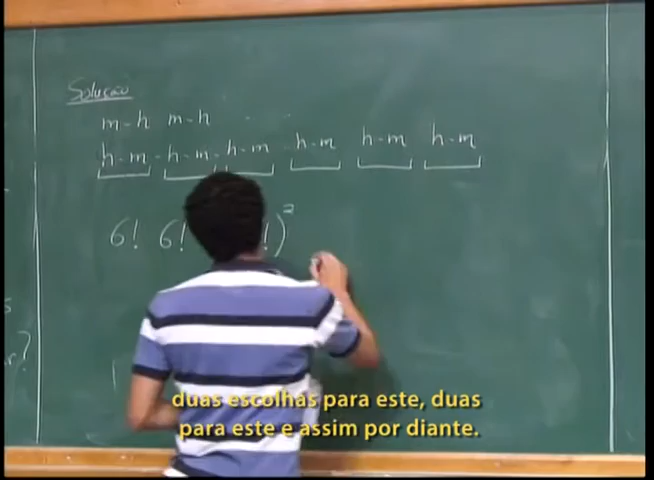 Solução
m-h m-h
h-m - h-m - h-m - h-m h-m h-m
6! 6! !)²
?
duas escolhas para este, duas
para este e assim por diante.